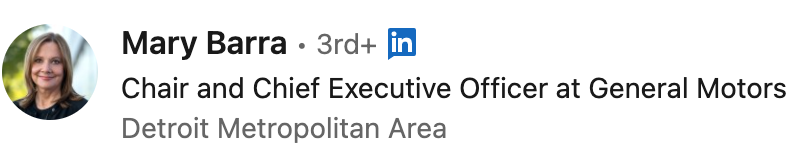 Mary Barra • 3rd+ in
Chair and Chief Executive Officer at General Motors
Detroit Metropolitan Area